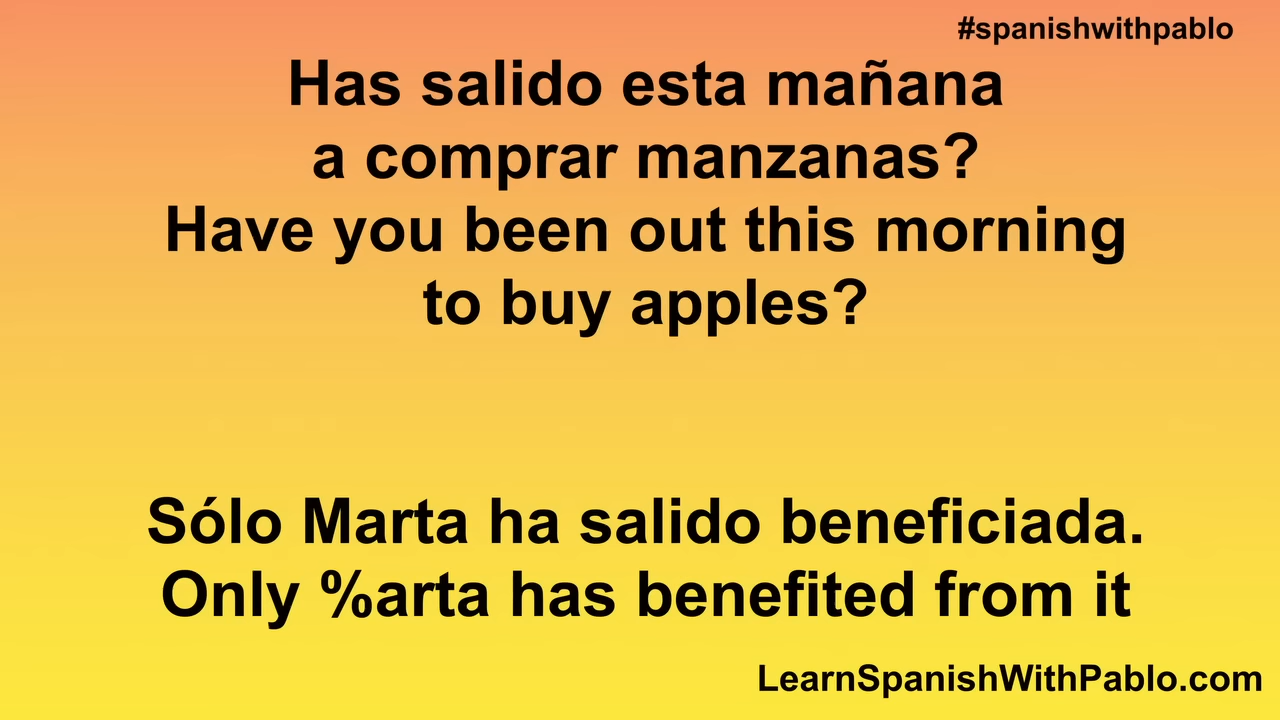 #spanishwithpablo
Has salido esta mañana
a comprar manzanas?
Have you been out this morning
to buy apples?
Sólo Marta ha salido beneficiada.
Only %arta has benefited from it
LearnSpanishWithPablo.com